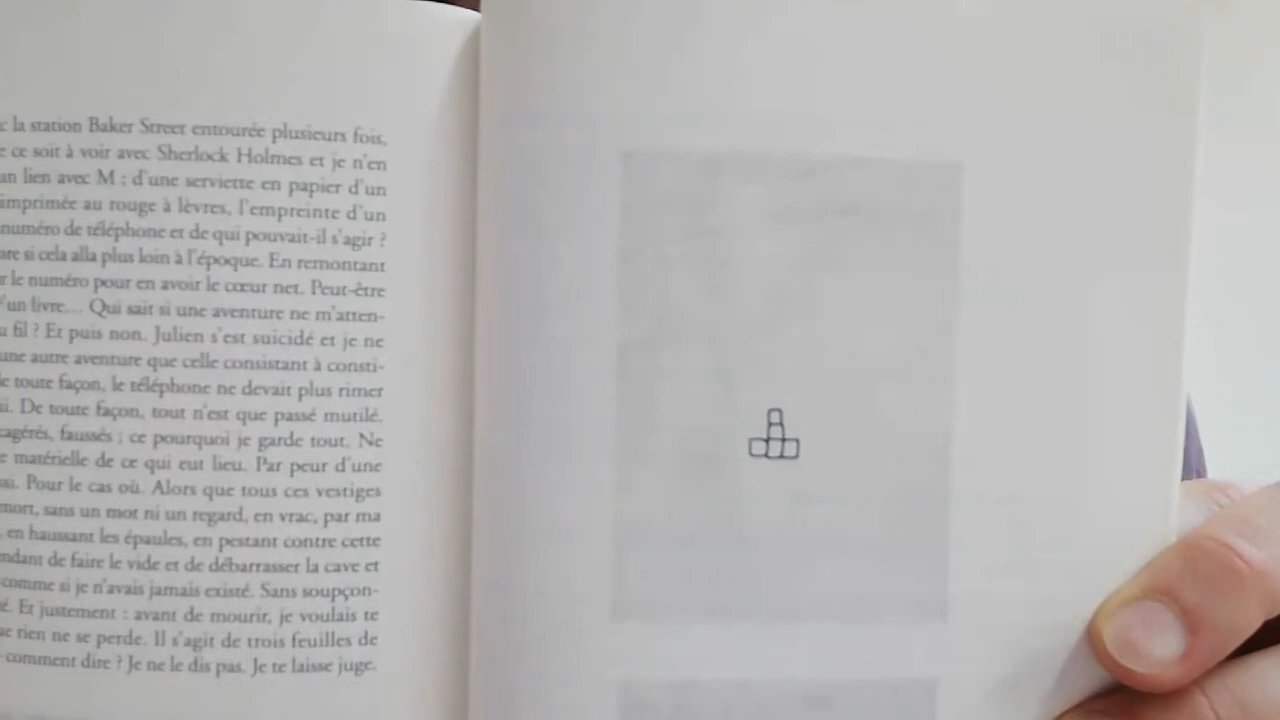 la station Baker Street entourée plusieurs fois,
ce soit à voir avec Sherlock Holmes et je n'en
un lien avec M ; d'une serviette en papier d'un
imprimée au rouge à lèvres, l'empreinte d'un
numéro de téléphone et de qui pouvait-il s'agir ?
si cela alla plus loin à l'époque. En remontant
le numéro pour en avoir le cœur net. Peut-être
d'un livre... Qui sait si une aventure ne m'atten-
fil ? Et puis non. Julien s'est suicidé et je ne
une autre aventure que celle consistant à consti-
de toute façon, le téléphone ne devait plus rimer
De toute façon, tout n'est que passé mutilé.
faussés ; ce pourquoi je garde tout. Ne
matérielle de ce qui eut lieu. Par peur d'une
Pour le cas où. Alors que tous ces vestiges
mort, sans un mot ni un regard, en vrac, par ma
, en haussant les épaules, en pestant contre cette
de faire le vide et de débarrasser la cave et
comme si je n'avais jamais existé. Sans soupçon-
Et justement : avant de mourir, je voulais te
rien ne se perde. Il s'agit de trois feuilles de
comment dire ? Je ne le dis pas. Je te laisse juge.